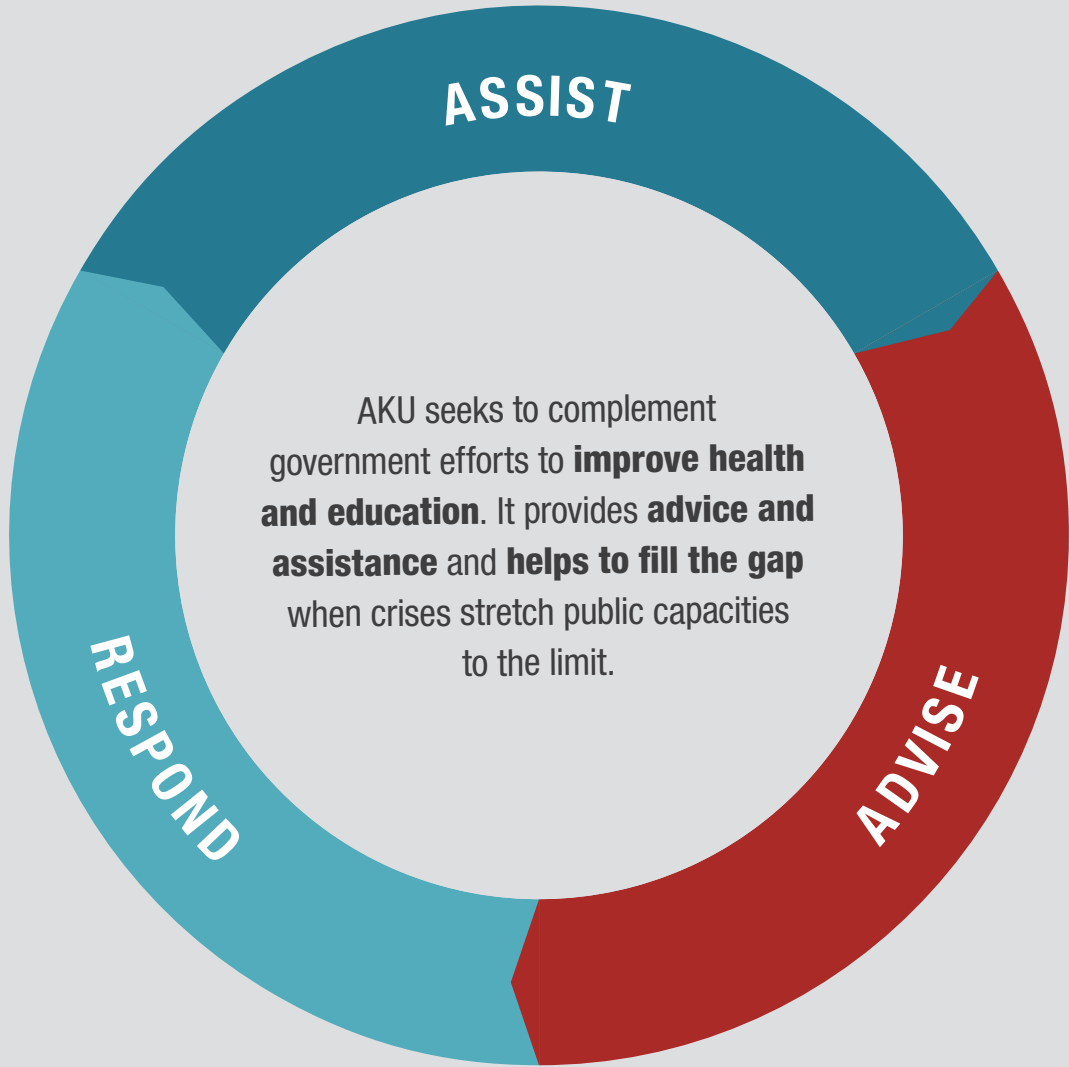 ASSIST
AKU seeks to complement
government efforts to improve health
and education. It provides advice and
assistance and helps to fill the gap
when crises stretch public capacities
to the limit.
RESPOND
ADVISE